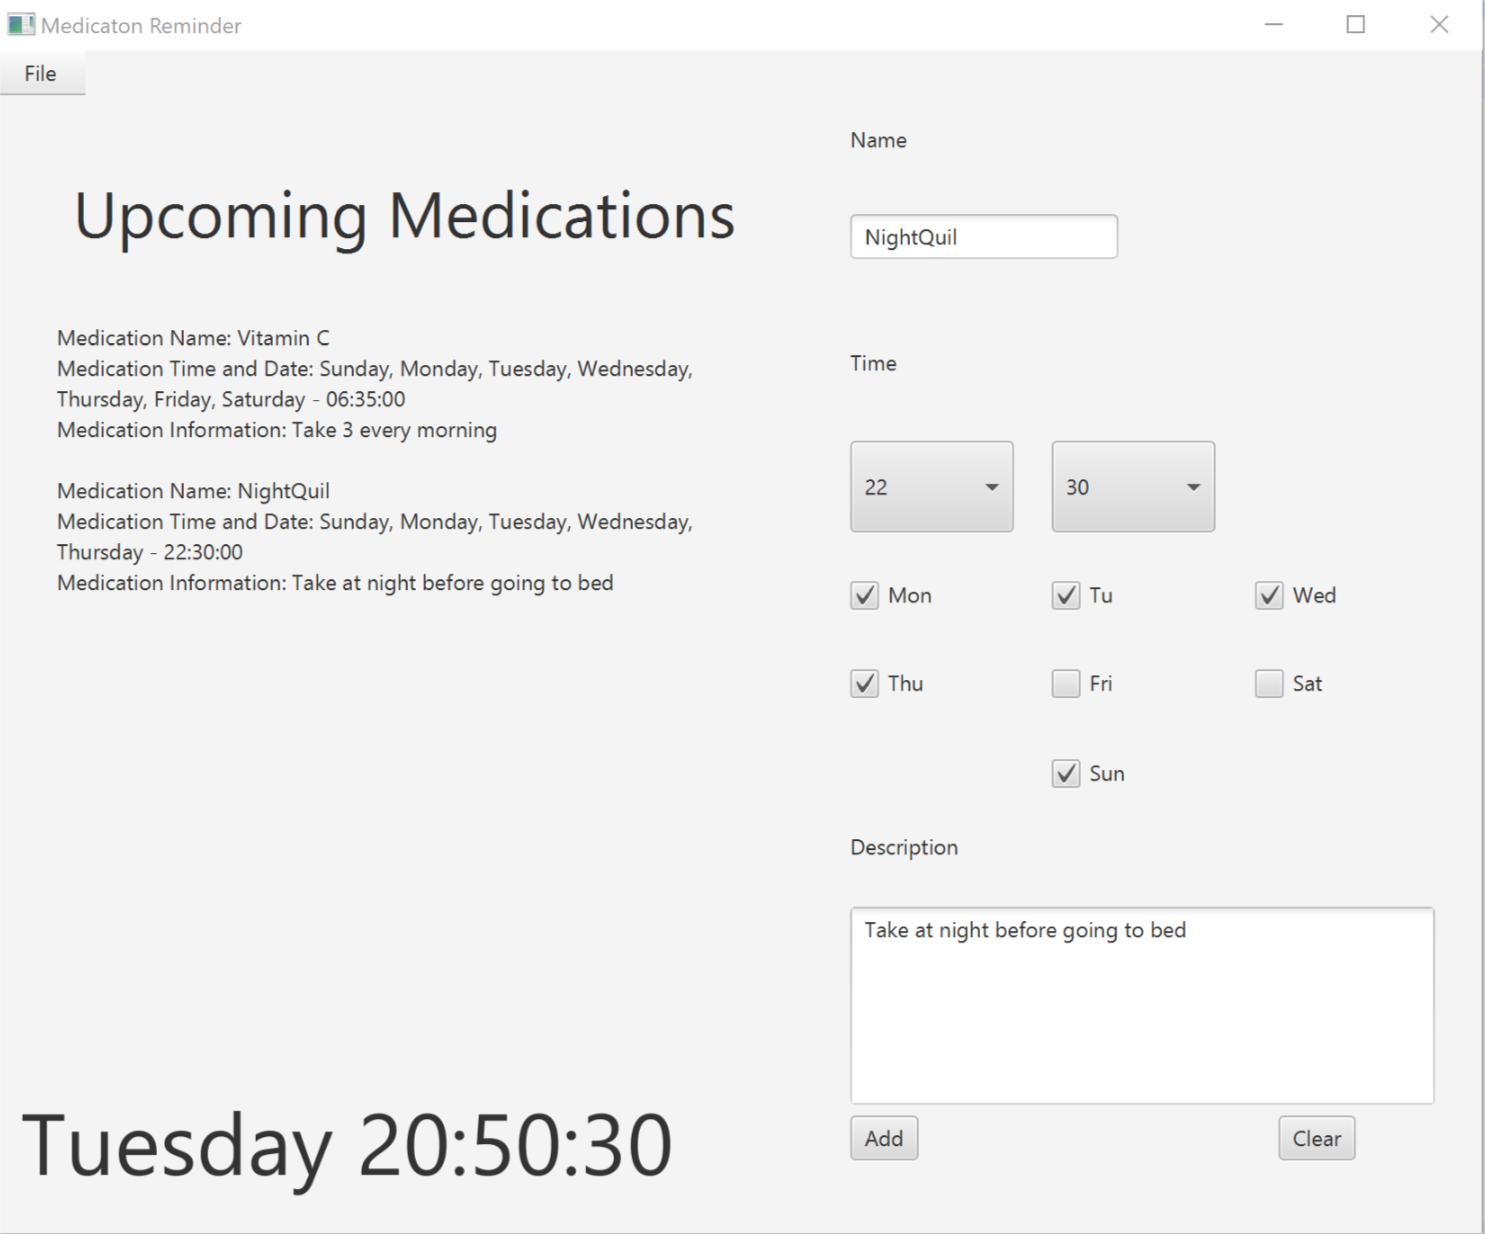 Medicaton Reminder
File
Upcoming Medications
Medication Name: Vitamin C
Medication Time and Date: Sunday, Monday, Tuesday, Wednesday,
Thursday, Friday, Saturday - 06:35:00
Medication Information: Take 3 every morning
Medication Name: NightQuil
Medication Time and Date: Sunday, Monday, Tuesday, Wednesday,
Thursday - 22:30:00
Medication Information: Take at night before going to bed
Tuesday 20:50:30
Name
NightQuil
Time
22 30
Mon Tu Wed
Thu Fri Sat
Sun
Description
Take at night before going to bed
Add Clear